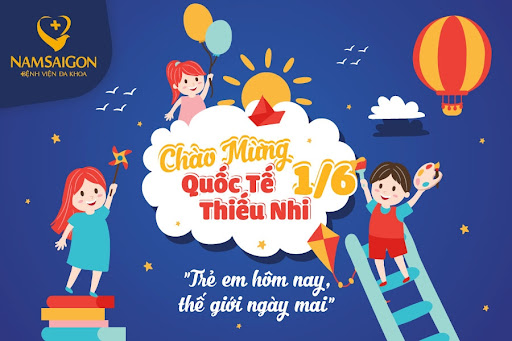 NAMSAIGON
BỆNH VIỆN ĐA KHOA
Chào Mừng
Quốc Tế 1/6
Thiếu Nhi
"Trẻ em hôm nay,
thế giới ngày mai"